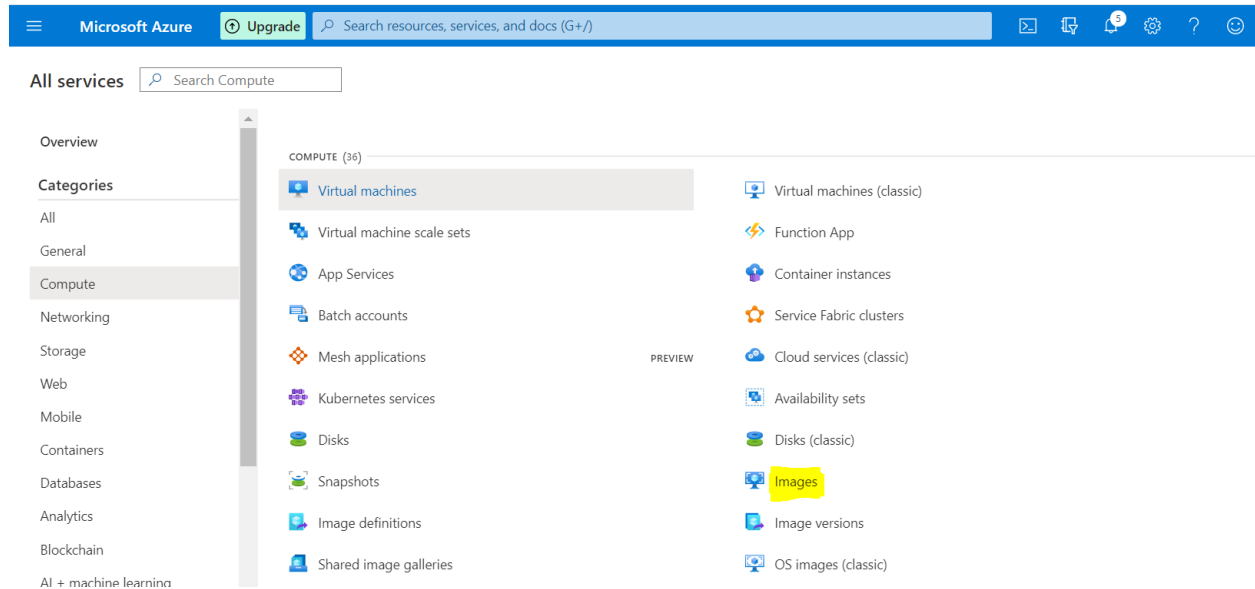 Microsoft Azure
Upgrade
Search resources, services, and docs (G+/)
5
All services
Search Compute
Overview
Categories
All
General
Compute
Networking
Storage
Web
Mobile
Containers
Databases
Analytics
Blockchain
AI + machine learning
COMPUTE (36)
Virtual machines
Virtual machine scale sets
App Services
Batch accounts
Mesh applications PREVIEW
Kubernetes services
Disks
Snapshots
Image definitions
Shared image galleries
Virtual machines (classic)
Function App
Container instances
Service Fabric clusters
Cloud services (classic)
Availability sets
Disks (classic)
Images
Image versions
OS images (classic)